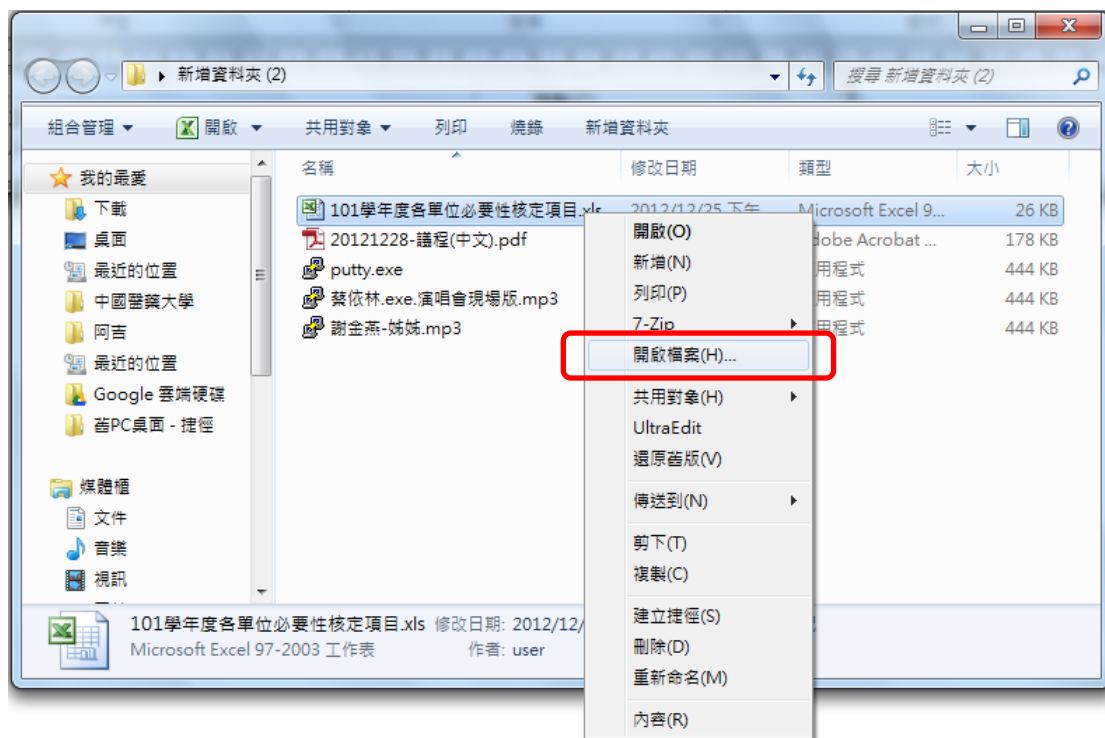 新增資料夾 (2)
搜尋 新增資料夾 (2)
組合管理 開啟 共用對象 列印 燒錄 新增資料夾
名稱 修改日期 類型 大小
我的最愛
下載
桌面
最近的位置
中國醫藥大學
阿吉
最近的位置
Google 雲端硬碟
舊PC桌面 - 捷徑
媒體櫃
文件
音樂
視訊
101學年度各單位必要性核定項目.xls 2012/12/25 下午 Microsoft Excel 9... 26 KB
20121228-議程(中文).pdf Adobe Acrobat ... 178 KB
putty.exe 用程式 444 KB
蔡依林.exe.演唱會現場版.mp3 用程式 444 KB
謝金燕-姊姊.mp3 用程式 444 KB
開啟(O)
新增(N)
列印(P)
7-Zip
開啟檔案(H)...
共用對象(H)
UltraEdit
還原舊版(V)
傳送到(N)
剪下(T)
複製(C)
建立捷徑(S)
刪除(D)
重新命名(M)
內容(R)
101學年度各單位必要性核定項目.xls 修改日期: 2012/12/
Microsoft Excel 97-2003 工作表 作者: user